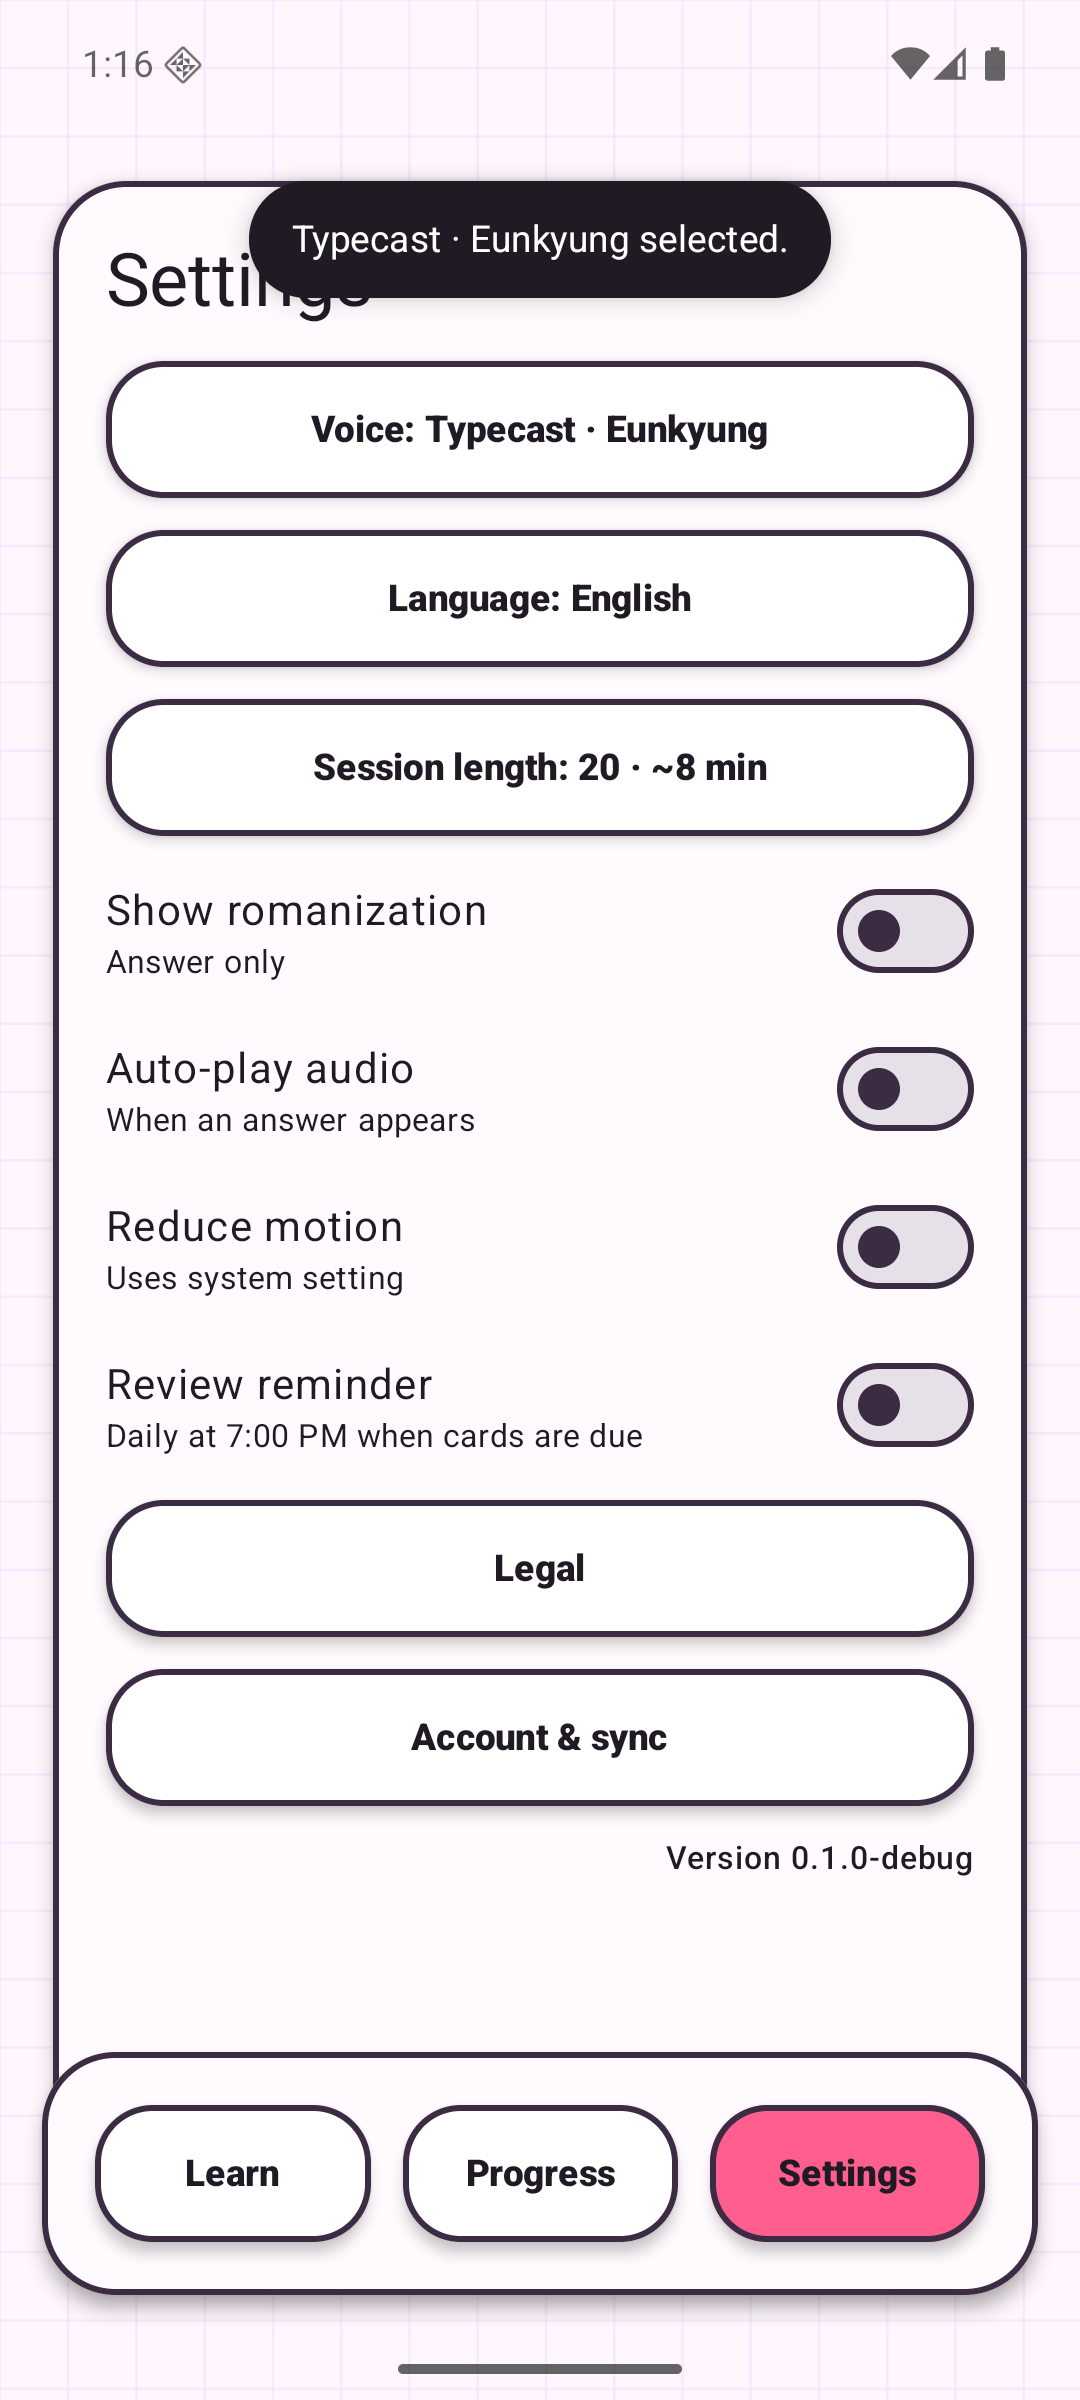 1:16
Typecast · Eunkyung selected.
Settings
Voice: Typecast · Eunkyung
Language: English
Session length: 20 · ~8 min
Show romanization
Answer only
Auto-play audio
When an answer appears
Reduce motion
Uses system setting
Review reminder
Daily at 7:00 PM when cards are due
Legal
Account & sync
Version 0.1.0-debug
Learn
Progress
Settings